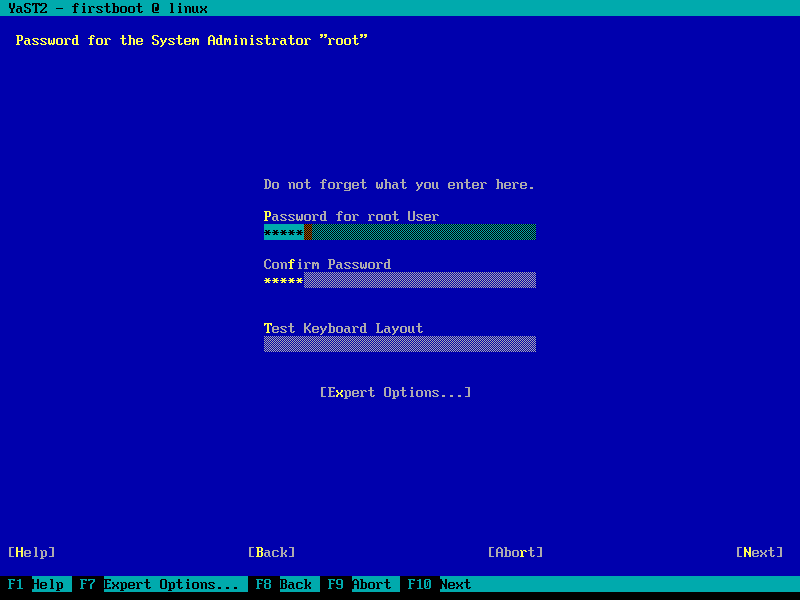 YaST2 - firstboot @ linux
Password for the System Administrator "root"
Do not forget what you enter here.
Password for root User
*****
Confirm Password
*****
Test Keyboard Layout
[Expert Options...]
[Help] [Back] [Abort] [Next]
F1 Help F7 Expert Options... F8 Back F9 Abort F10 Next